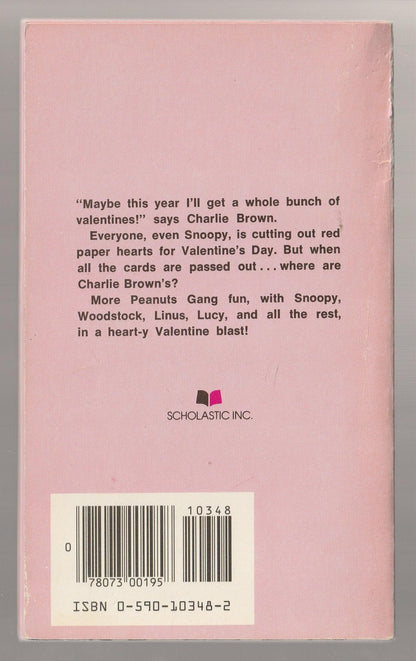 “Maybe this year I’ll get a whole bunch of
valentines!” says Charlie Brown.
Everyone, even Snoopy, is cutting out red
paper hearts for Valentine’s Day. But when
all the cards are passed out...where are
Charlie Brown’s?
More Peanuts Gang fun, with Snoopy,
Woodstock, Linus, Lucy, and all the rest,
in a heart-y Valentine blast!
SCHOLASTIC INC.
10348
0 78073 00195
ISBN 0-590-10348-2